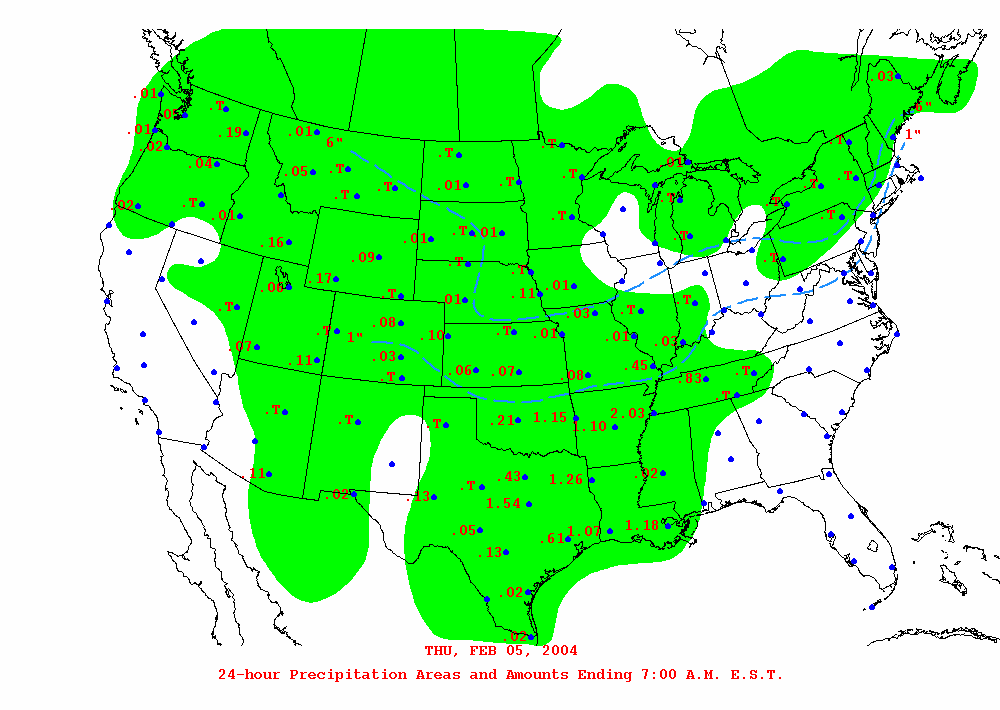 .03
6"
.01
.T
.05
1"
.01
.19
.01
6"
.T
.T
.02
.04
.T
.01
.05
.T
.T
.01
.T
.T
.T
.T
.T
.02
.T
.01
.T
.T
.T
.T
.16
.01
.T
.01
.T
.09
.T
.T
.06
.17
.T
.11
.01
.T
.01
.T
.03
.T
.T
.08
.10
.T
.01
.01
.03
1"
.07
.11
.03
.T
.06
.07
.08
.45
.83
.T
.T
.T
.T
.T
.21
1.15
1.10
2.03
.11
.02
.13
.T
.43
1.54
1.26
.92
.05
.13
.61
1.07
1.18
.02
.02
THU, FEB 05, 2004
24-hour Precipitation Areas and Amounts Ending 7:00 A.M. E.S.T.